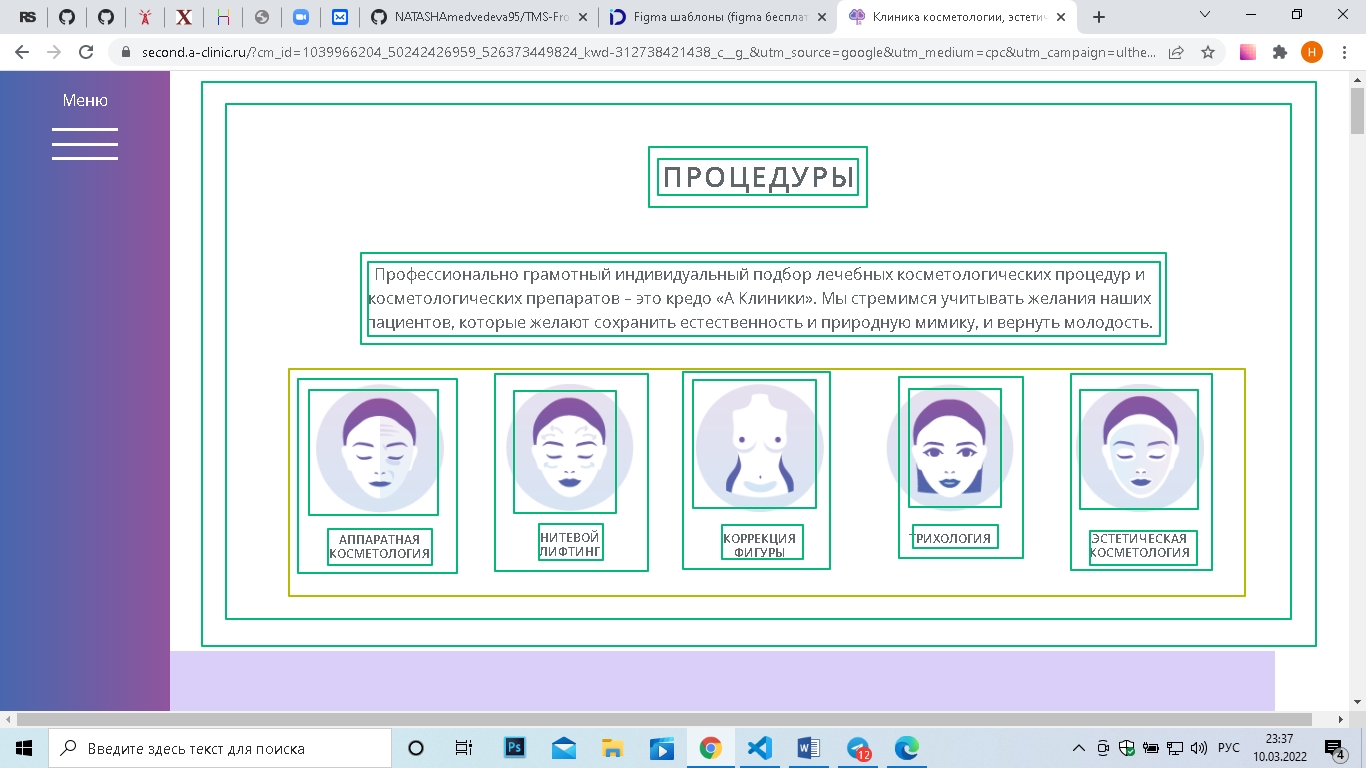 RS
NATASHAmedvedeva95/TMS-Fro
Figma шаблоны (figma бесплат
Клиника косметологии, эстетич
second.a-clinic.ru/?cm_id=1039966204_50242426959_526373449824_kwd-312738421438_c__g_&utm_source=google&utm_medium=cpc&utm_campaign=ulthe...
Н
Меню
ПРОЦЕДУРЫ
Профессионально грамотный индивидуальный подбор лечебных косметологических процедур и
косметологических препаратов – это кредо «А Клиники». Мы стремимся учитывать желания наших
пациентов, которые желают сохранить естественность и природную мимику, и вернуть молодость.
АППАРАТНАЯ
КОСМЕТОЛОГИЯ
НИТЕВОЙ
ЛИФТИНГ
КОРРЕКЦИЯ
ФИГУРЫ
ТРИХОЛОГИЯ
ЭСТЕТИЧЕСКАЯ
КОСМЕТОЛОГИЯ
Введите здесь текст для поиска
Ps
12
РУС
23:37
10.03.2022
4